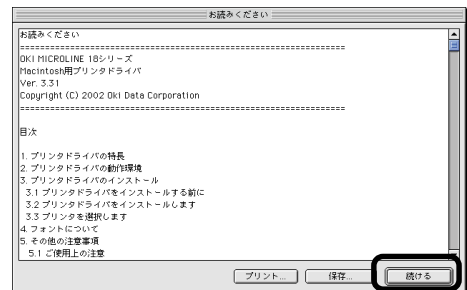 お読みください
お読みください
==============================================================
OKI MICROLINE 18シリーズ
Macintosh用プリンタドライバ
Ver. 3.31
Copyright (C) 2002 Oki Data Corporation
==============================================================
目次
1. プリンタドライバの特長
2. プリンタドライバの動作環境
3. プリンタドライバのインストール
3.1 プリンタドライバをインストールする前に
3.2 プリンタドライバをインストールします
3.3 プリンタを選択します
4. フォントについて
5. その他の注意事項
5.1 ご使用上の注意
プリント... 保存... 続ける